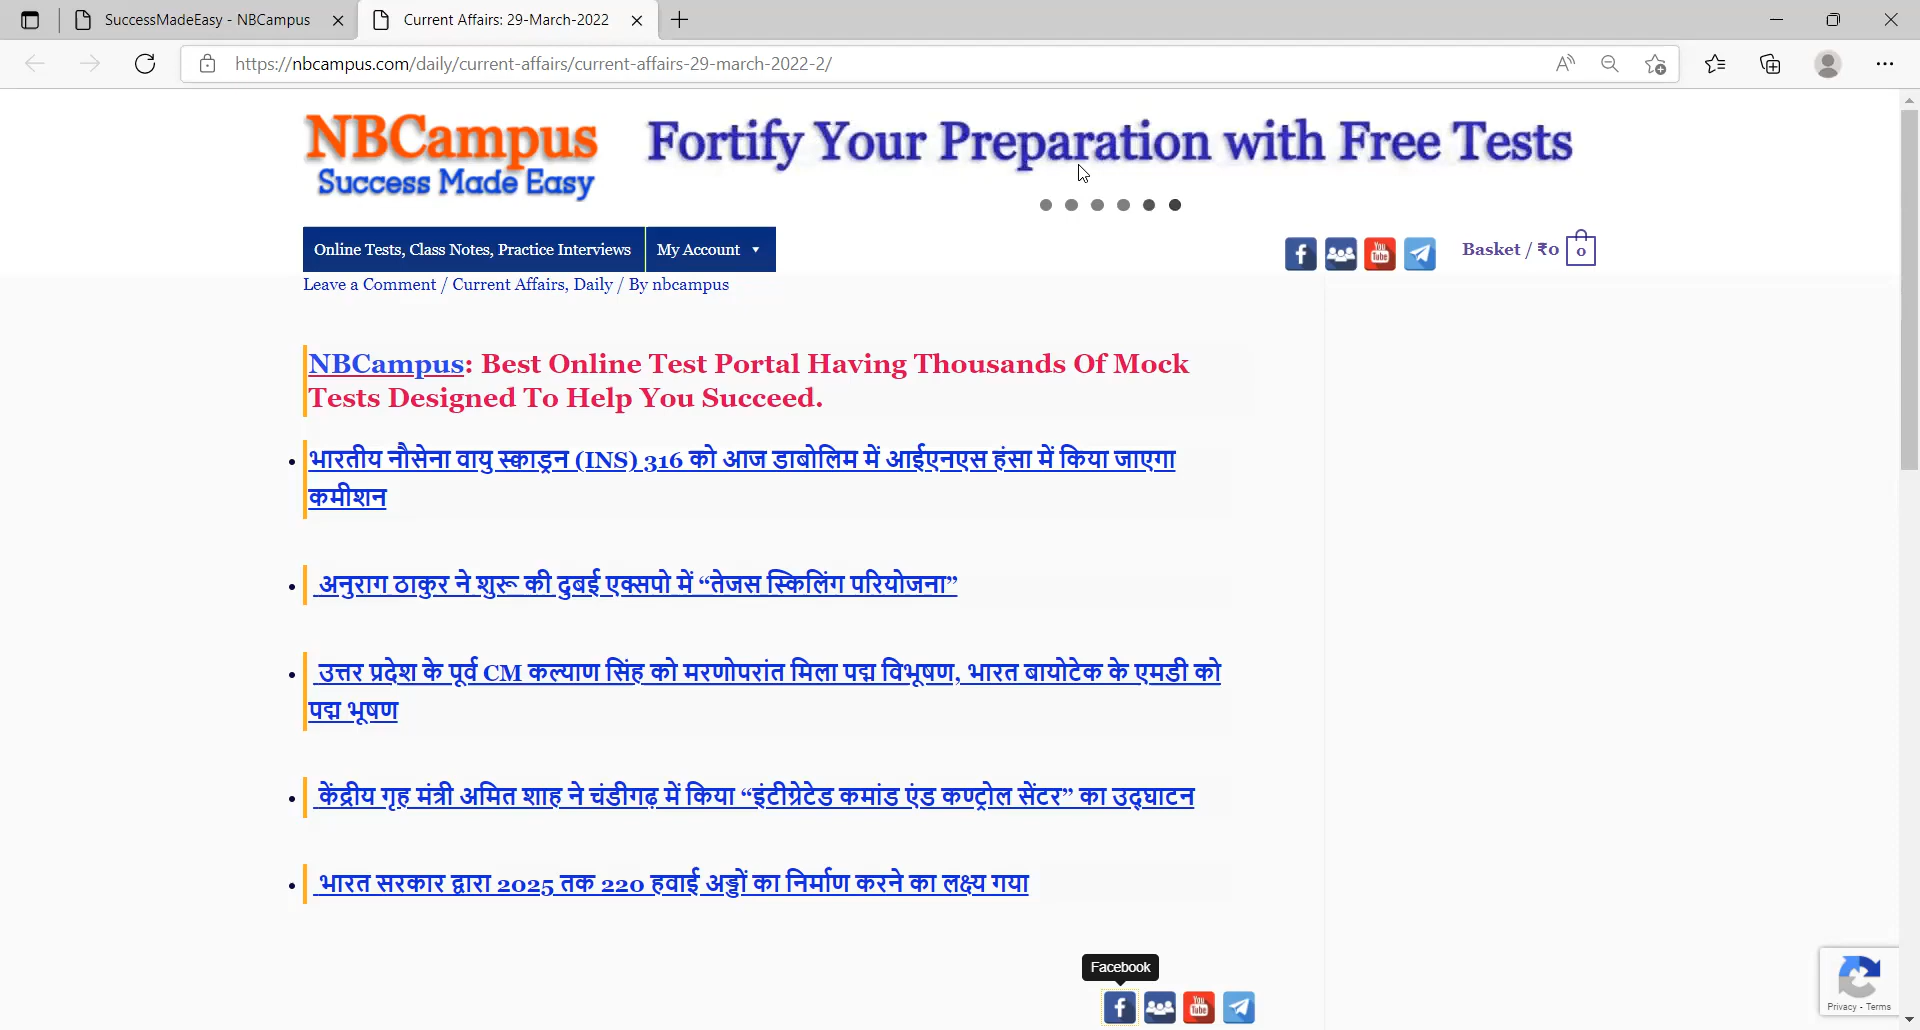 SuccessMadeEasy - NBCampus
Current Affairs: 29-March-2022
https://nbcampus.com/daily/current-affairs/current-affairs-29-march-2022-2/
NBCampus
Success Made Easy
Fortify Your Preparation with Free Tests
Online Tests, Class Notes, Practice Interviews
My Account
You Tube
Basket / ₹0
0
Leave a Comment / Current Affairs, Daily / By nbcampus
NBCampus: Best Online Test Portal Having Thousands Of Mock
Tests Designed To Help You Succeed.
भारतीय नौसेना वायु स्काड्रन (INS) 316 को आज डाबोलिम में आईएनएस हंसा में किया जाएगा
कमीशन
अनुराग ठाकुर ने शुरू की दुबई एक्सपो में “तेजस स्किलिंग परियोजना”
उत्तर प्रदेश के पूर्व CM कल्याण सिंह को मरणोपरांत मिला पद्म विभूषण, भारत बायोटेक के एमडी को
पद्म भूषण
केंद्रीय गृह मंत्री अमित शाह ने चंडीगढ़ में किया “इंटीग्रेटेड कमांड एंड कण्ट्रोल सेंटर” का उद्घाटन
भारत सरकार द्वारा 2025 तक 220 हवाई अड्डों का निर्माण करने का लक्ष्य गया
Facebook
You Tube
Privacy - Terms